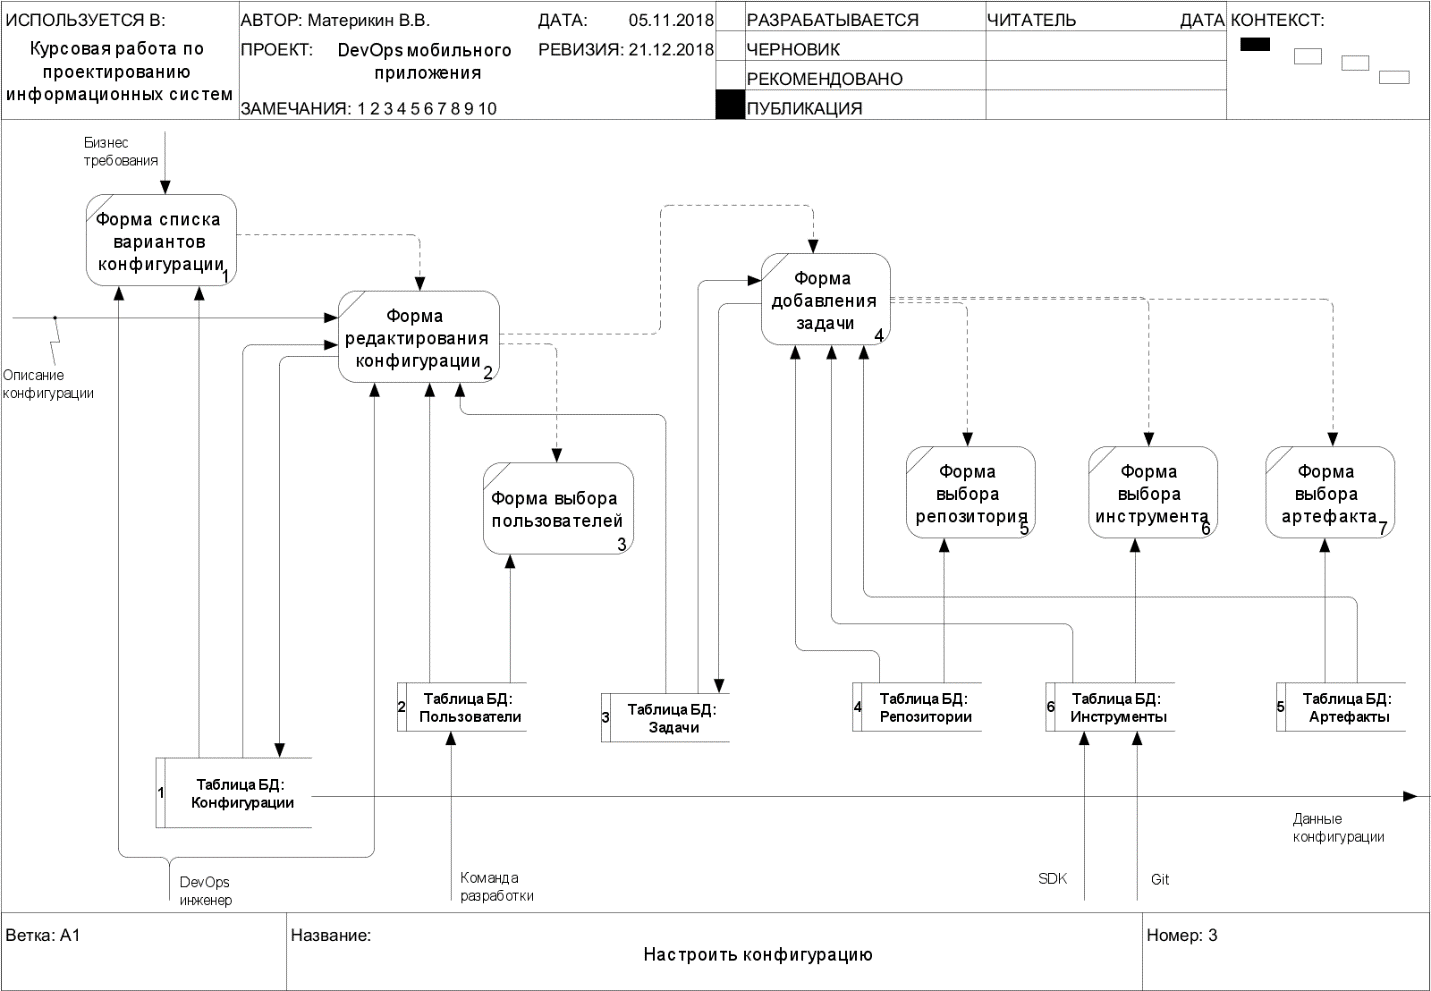 ИСПОЛЬЗУЕТСЯ В:
Курсовая работа по
проектированию
информационных систем
АВТОР: Материкин В.В.
ДАТА: 05.11.2018
ПРОЕКТ: DevOps мобильного
приложения
РЕВИЗИЯ: 21.12.2018
ЗАМЕЧАНИЯ: 1 2 3 4 5 6 7 8 9 10
РАЗРАБАТЫВАЕТСЯ
ЧЕРНОВИК
РЕКОМЕНДОВАНО
ПУБЛИКАЦИЯ
ЧИТАТЕЛЬ ДАТА
КОНТЕКСТ:
Бизнес
требования
Форма списка
вариантов
конфигурации
1
Описание
конфигурации
Форма
редактирования
конфигурации
2
Форма
добавления
задачи
4
Форма выбора
пользователей
3
Форма
выбора
репозитория
5
Форма
выбора
инструмента
6
Форма
выбора
артефакта
7
2
Таблица БД:
Пользователи
3
Таблица БД:
Задачи
4
Таблица БД:
Репозитории
6
Таблица БД:
Инструменты
5
Таблица БД:
Артефакты
1
Таблица БД:
Конфигурации
Данные
конфигурации
DevOps
инженер
Команда
разработки
SDK
Git
Ветка: A1
Название:
Настроить конфигурацию
Номер: 3